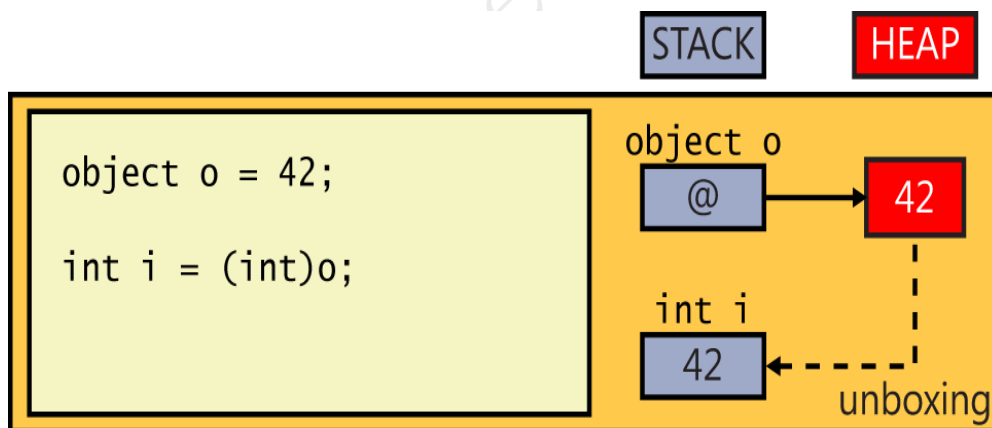 STACK HEAP
object o = 42;
int i = (int)o;
object o
@ 42
int i
42
unboxing